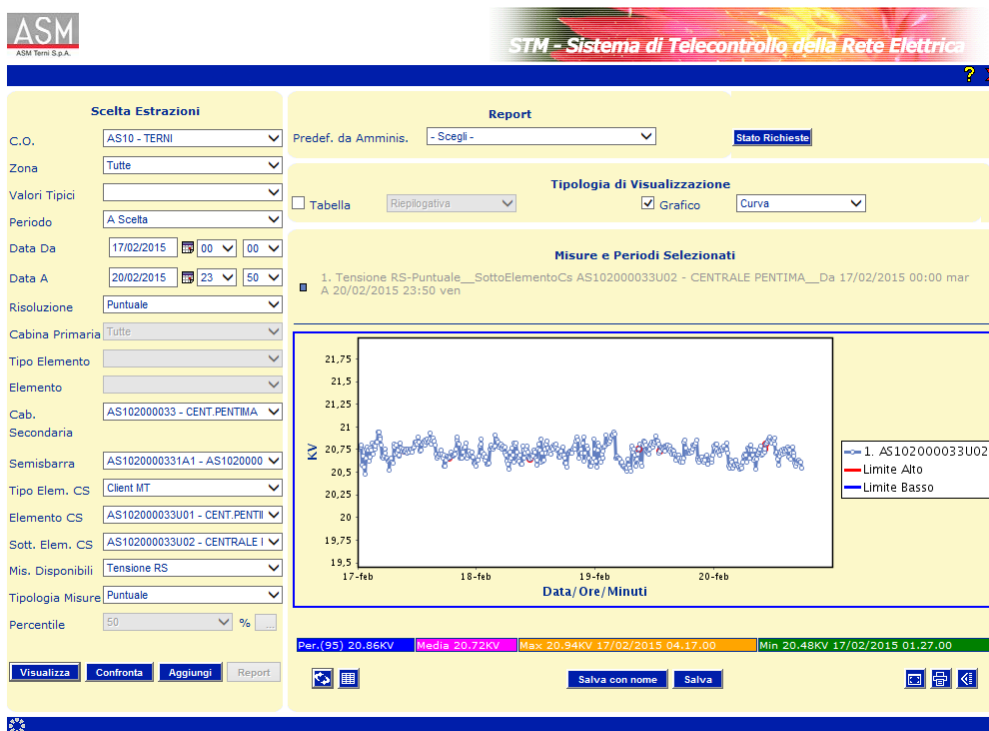 ASM
ASM Terni S.p.A.
STM - Sistema di Telecontrollo della Rete Elettrica
?
Scelta Estrazioni
C.O. AS10 - TERNI
Zona Tutte
Valori Tipici
Periodo A Scelta
Data Da 17/02/2015 00 00
Data A 20/02/2015 23 50
Risoluzione Puntuale
Cabina Primaria Tutte
Tipo Elemento
Elemento
Cab. Secondaria AS102000033 - CENT.PENTIMA
Semisbarra AS1020000331A1 - AS1020000
Tipo Elem. CS Client MT
Elemento CS AS102000033U01 - CENT.PENTII
Sott. Elem. CS AS102000033U02 - CENTRALE I
Mis. Disponibili Tensione RS
Tipologia Misure Puntuale
Percentile 50 % ...
Visualizza Confronta Aggiungi Report
Report
Predef. da Amminis. - Scegli - Stato Richieste
Tipologia di Visualizzazione
Tabella Riepilogativa Grafico Curva
Misure e Periodi Selezionati
1. Tensione RS-Puntuale__SottoElementoCs AS102000033U02 - CENTRALE PENTIMA__Da 17/02/2015 00:00 mar
A 20/02/2015 23:50 ven
21,75
21,5
21,25
21
20,75
20,5
20,25
20
19,75
19,5
KV
17-feb 18-feb 19-feb 20-feb
Data/Ore/Minuti
1. AS102000033U02
Limite Alto
Limite Basso
Per.(95) 20.86KV Media 20.72KV Max 20.94KV 17/02/2015 04.17.00 Min 20.48KV 17/02/2015 01.27.00
Salva con nome Salva